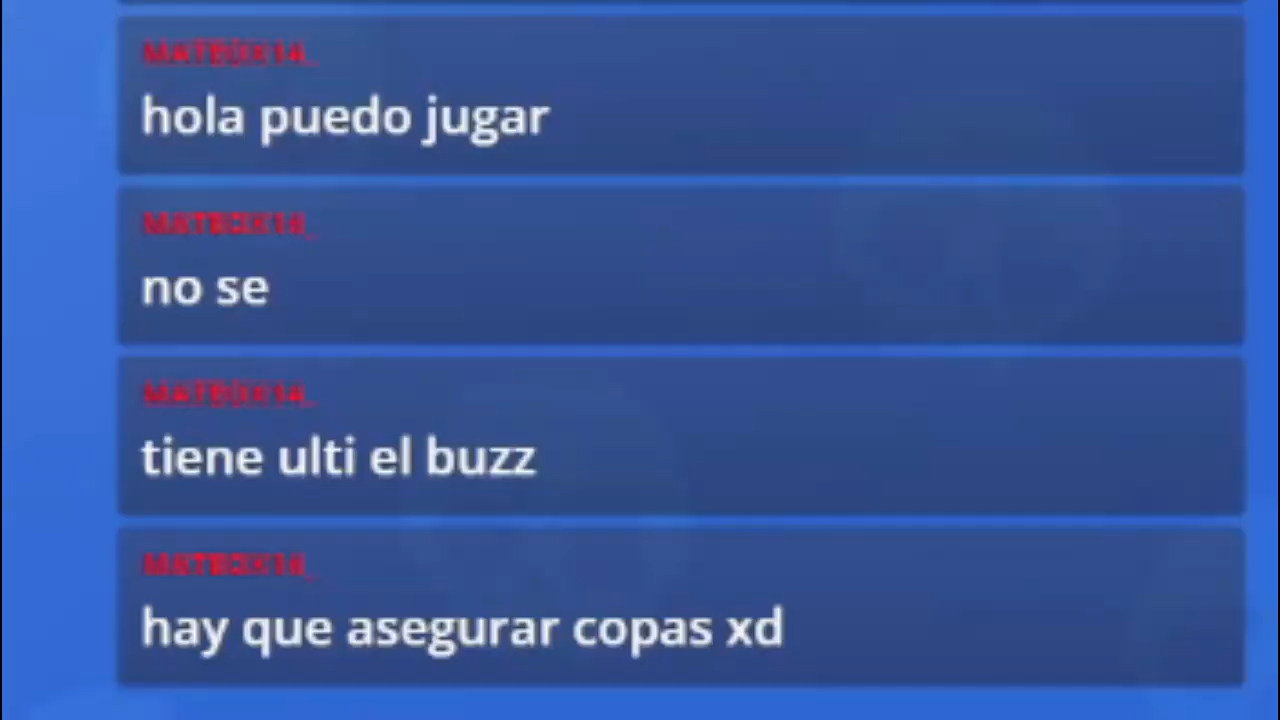 hola puedo jugar
no se
tiene ulti el buzz
hay que asegurar copas xd